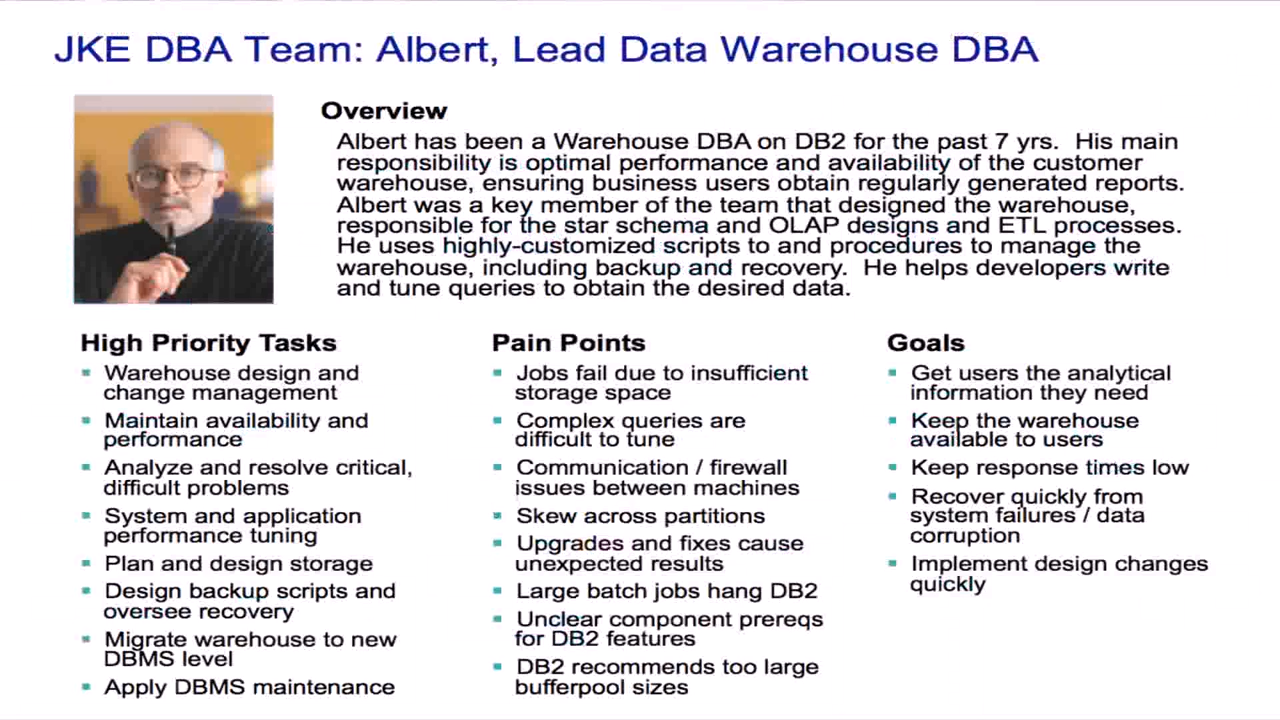 JKE DBA Team: Albert, Lead Data Warehouse DBA
Overview
Albert has been a Warehouse DBA on DB2 for the past 7 yrs.  His main
responsibility is optimal performance and availability of the customer
warehouse, ensuring business users obtain regularly generated reports.
Albert was a key member of the team that designed the warehouse,
responsible for the star schema and OLAP designs and ETL processes.
He uses highly-customized scripts to and procedures to manage the
warehouse, including backup and recovery.  He helps developers write
and tune queries to obtain the desired data.
High Priority Tasks
Warehouse design and
change management
Maintain availability and
performance
Analyze and resolve critical,
difficult problems
System and application
performance tuning
Plan and design storage
Design backup scripts and
oversee recovery
Migrate warehouse to new
DBMS level
Apply DBMS maintenance
Pain Points
Jobs fail due to insufficient
storage space
Complex queries are
difficult to tune
Communication / firewall
issues between machines
Skew across partitions
Upgrades and fixes cause
unexpected results
Large batch jobs hang DB2
Unclear component prereqs
for DB2 features
DB2 recommends too large
bufferpool sizes
Goals
Get users the analytical
information they need
Keep the warehouse
available to users
Keep response times low
Recover quickly from
system failures / data
corruption
Implement design changes
quickly